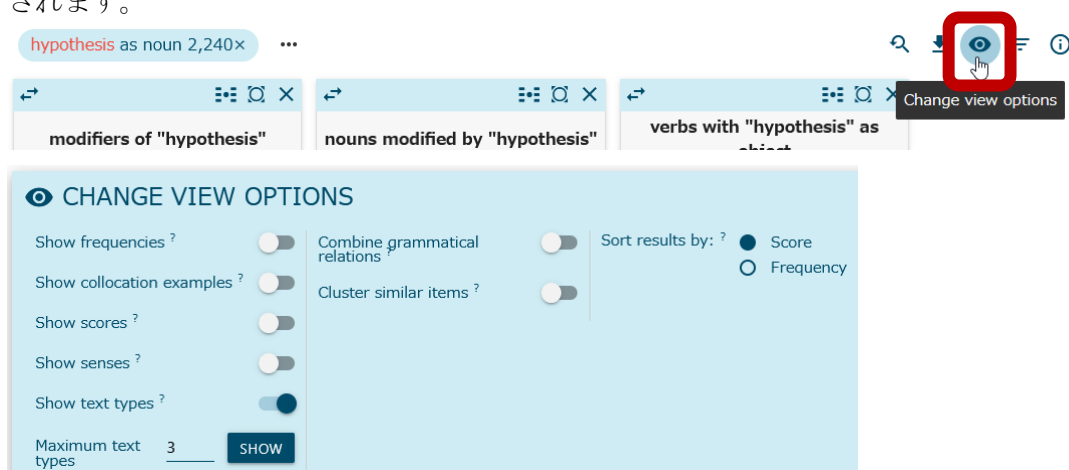 されます。
hypothesis as noun 2,240× •••
Change view options
modifiers of "hypothesis"
nouns modified by "hypothesis"
verbs with "hypothesis" as
object
CHANGE VIEW OPTIONS
Show frequencies ?
Show collocation examples ?
Show scores ?
Show senses ?
Show text types ?
Maximum text
types
3
SHOW
Combine grammatical
relations ?
Cluster similar items ?
Sort results by: ?
Score
Frequency